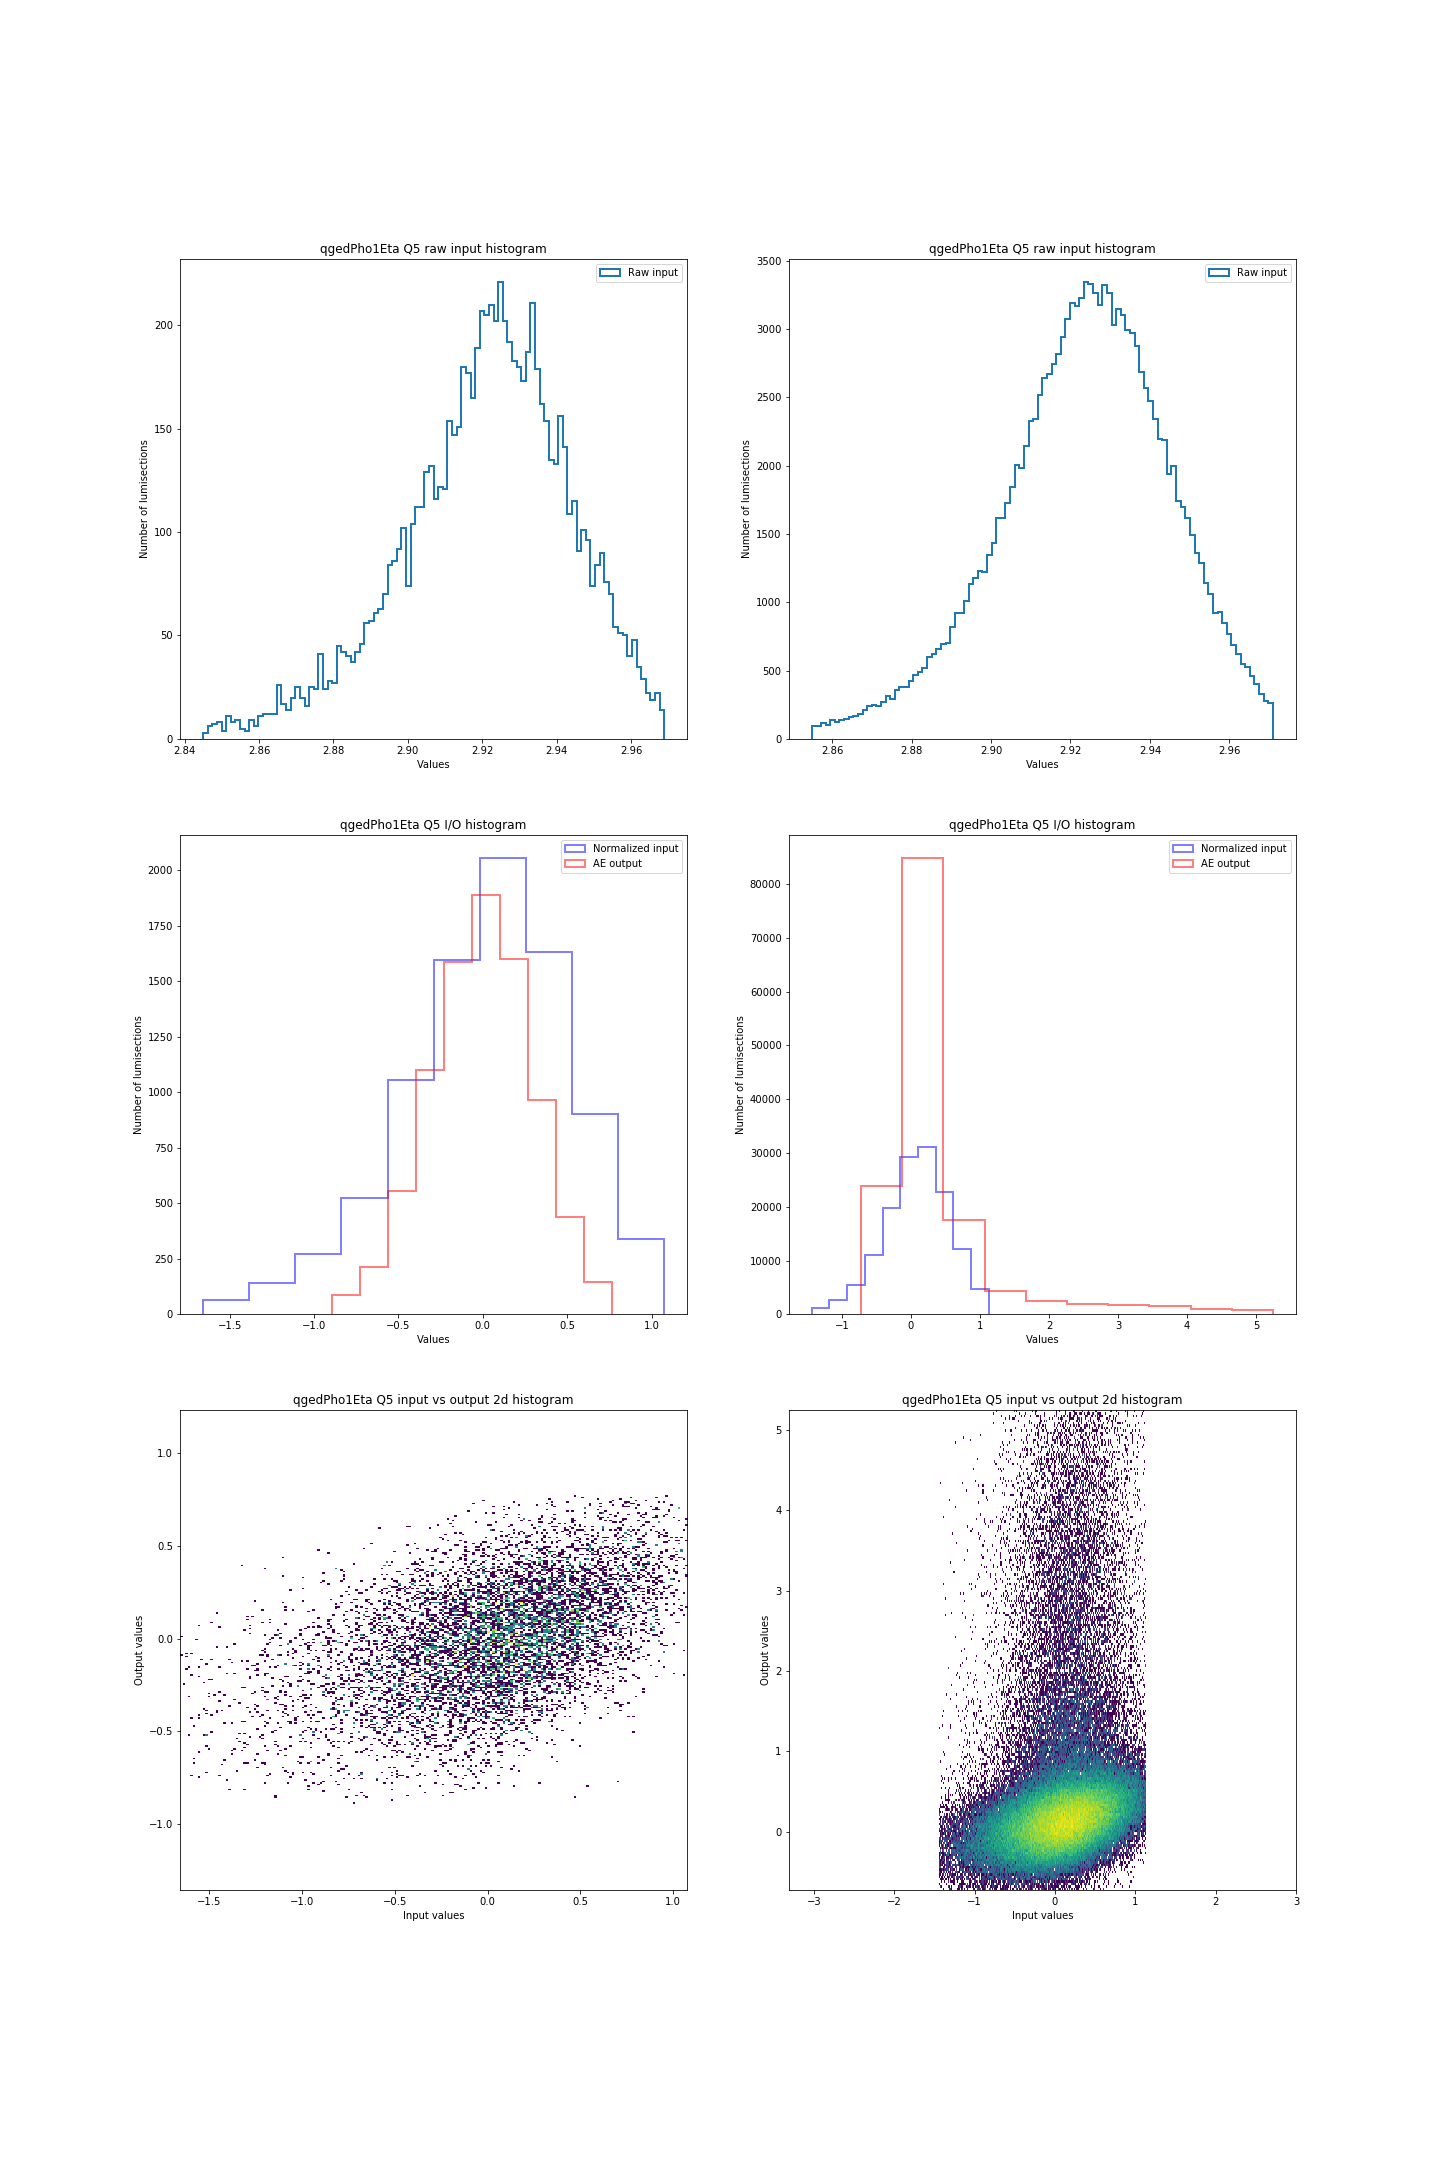 qgedPho1Eta Q5 raw input histogram
Raw input
200
150
100
50
0
2.84 2.86 2.88 2.90 2.92 2.94 2.96
Values
Number of lumisections
qgedPho1Eta Q5 raw input histogram
Raw input
3500
3000
2500
2000
1500
1000
500
0
2.86 2.88 2.90 2.92 2.94 2.96
Values
Number of lumisections
qgedPho1Eta Q5 I/O histogram
Normalized input
AE output
2000
1750
1500
1250
1000
750
500
250
0
−1.5 −1.0 −0.5 0.0 0.5 1.0
Values
Number of lumisections
qgedPho1Eta Q5 I/O histogram
Normalized input
AE output
80000
70000
60000
50000
40000
30000
20000
10000
0
−1 0 1 2 3 4 5
Values
Number of lumisections
qgedPho1Eta Q5 input vs output 2d histogram
1.0
0.5
0.0
−0.5
−1.0
−1.5 −1.0 −0.5 0.0 0.5 1.0
Input values
Output values
qgedPho1Eta Q5 input vs output 2d histogram
5
4
3
2
1
0
−3 −2 −1 0 1 2 3
Input values
Output values